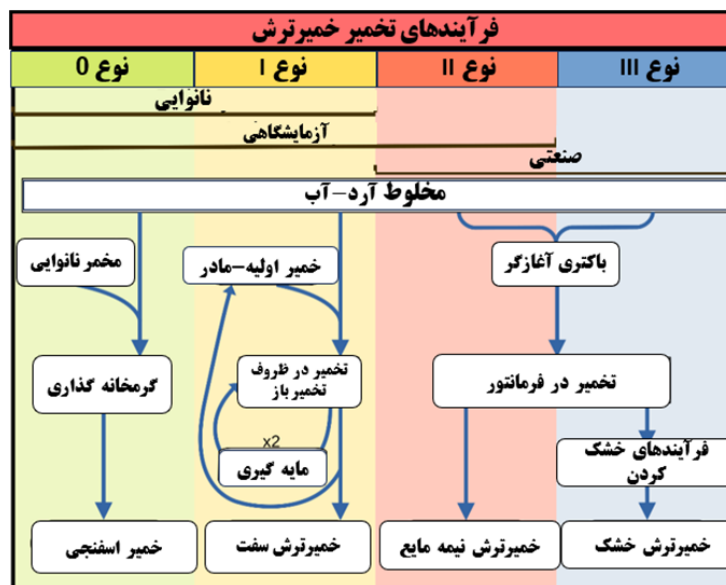 فرآیندهای تخمیر خمیرترش
نوع 0
نوع I
نوع II
نوع III
نانوایی
آزمایشگاهی
صنعتی
مخلوط آرد-آب
مخمر نانوایی
خمیر اولیه-مادر
باکتری آغازگر
گرمخانه گذاری
تخمیر در ظروف
تخمیر باز
تخمیر در فرمانتور
x2
مایه گیری
فرآیندهای خشک
کردن
خمیر اسفنجی
خمیرترش سفت
خمیرترش نیمه مایع
خمیرترش خشک